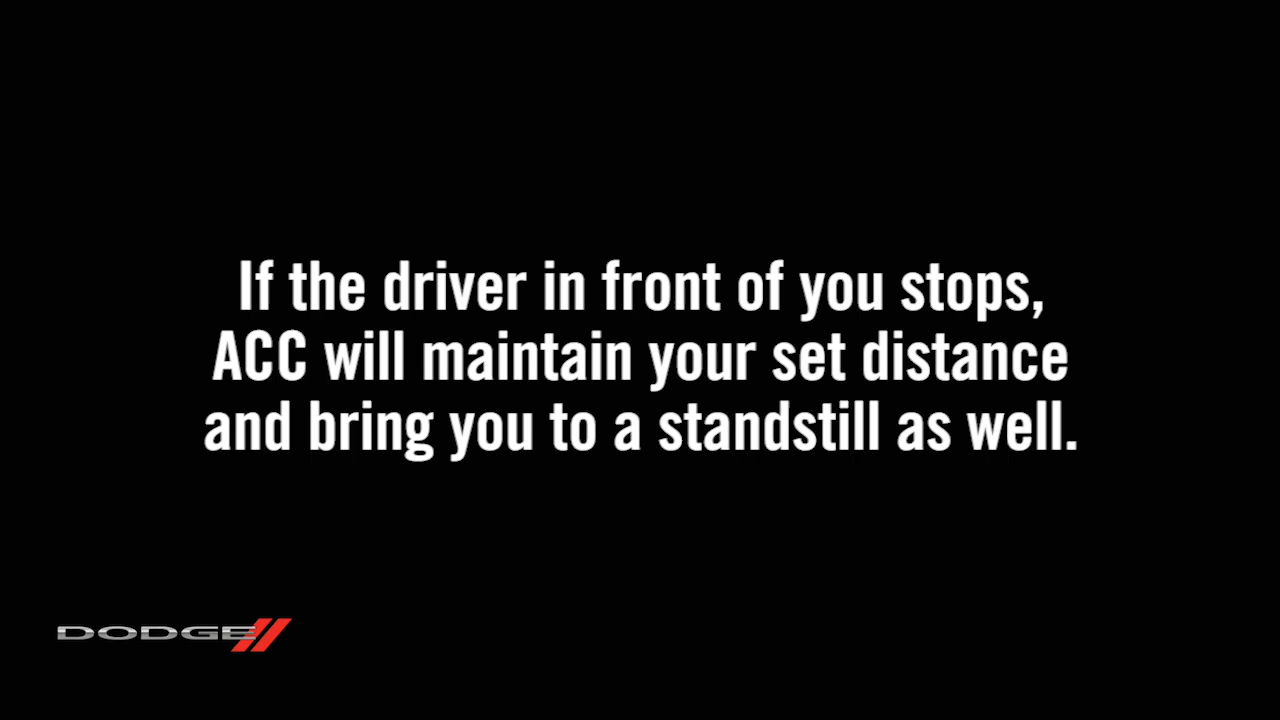 If the driver in front of you stops,
ACC will maintain your set distance
and bring you to a standstill as well.
DODGE